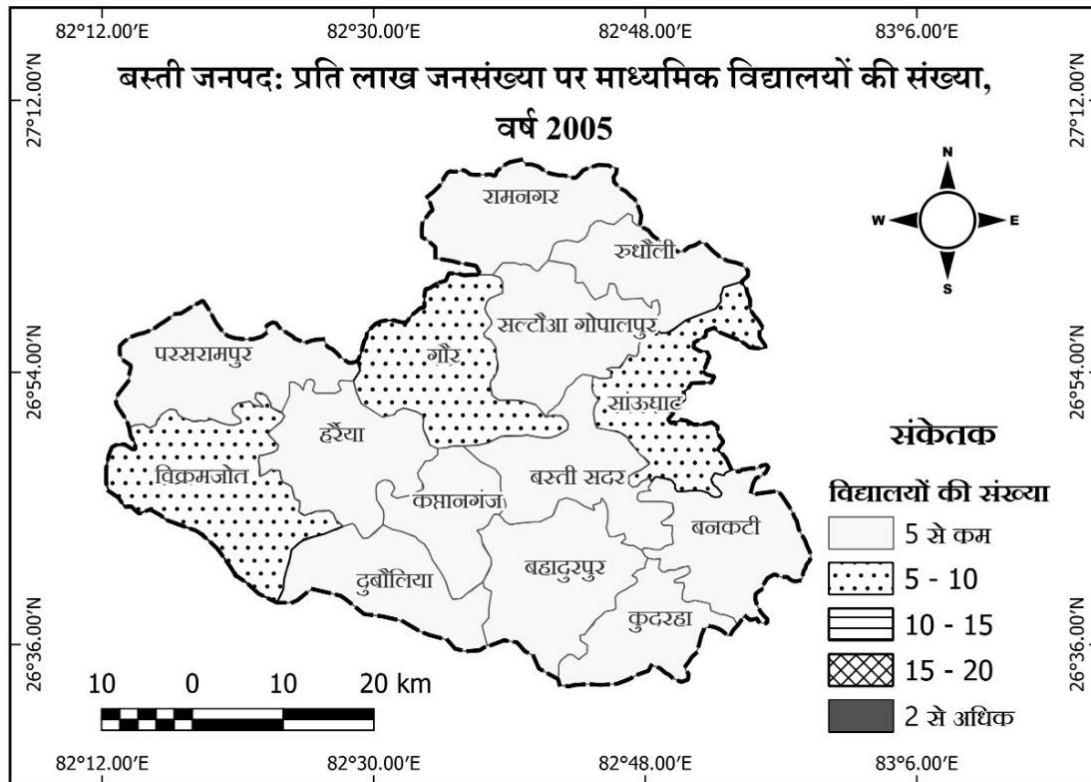 82°12.00′E 82°30.00′E 82°48.00′E 83°6.00′E
बस्ती जनपद: प्रति लाख जनसंख्या पर माध्यमिक विद्यालयों की संख्या,
वर्ष 2005
27°12.00′N 27°12.00′N
N
W E
S
रामनगर
रुधौली
सल्टौआ गोपालपुर
परसरामपुर
गौर
26°54.00′N 26°54.00′N
सांऊघाट
हर्रैया
विक्रमजोत
बस्ती सदर
कप्तानगंज
बनकटी
दुबौलिया
बहादुरपुर
कुदरहा
संकेतक
विद्यालयों की संख्या
5 से कम
5 - 10
10 - 15
15 - 20
2 से अधिक
26°36.00′N 26°36.00′N
10 0 10 20 km
82°12.00′E 82°30.00′E 82°48.00′E 83°6.00′E